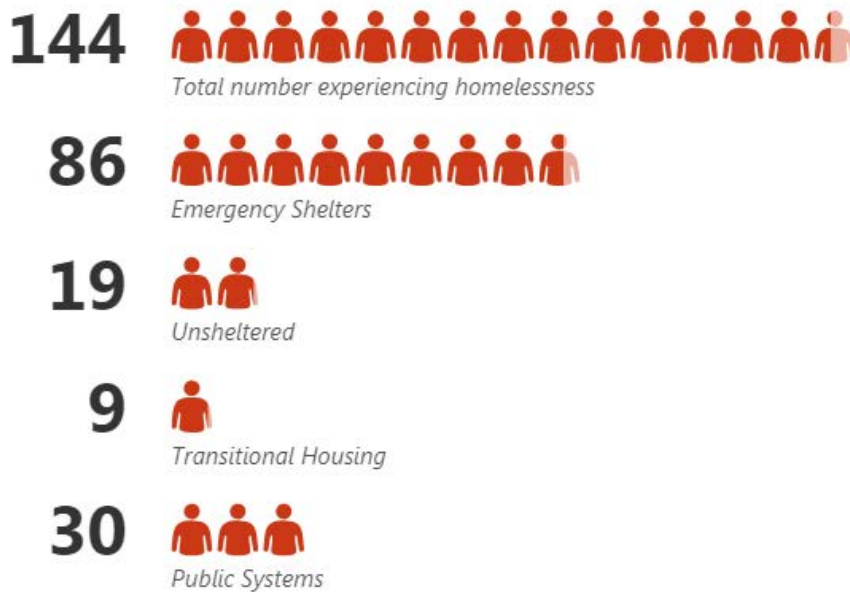 144
Total number experiencing homelessness
86
Emergency Shelters
19
Unsheltered
9
Transitional Housing
30
Public Systems